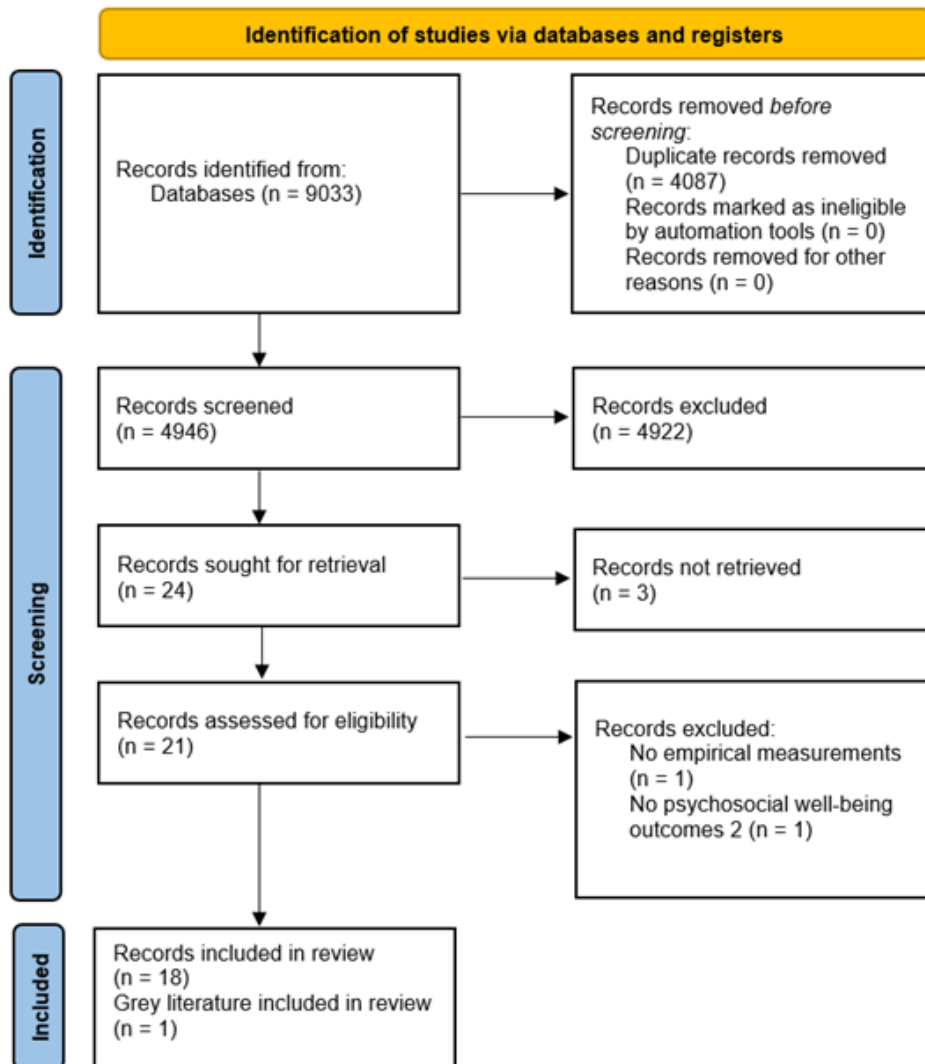 Identification of studies via databases and registers
Identification
Records identified from:
Databases (n = 9033)
Records removed before
screening:
Duplicate records removed
(n = 4087)
Records marked as ineligible
by automation tools (n = 0)
Records removed for other
reasons (n = 0)
Screening
Records screened
(n = 4946)
Records excluded
(n = 4922)
Records sought for retrieval
(n = 24)
Records not retrieved
(n = 3)
Records assessed for eligibility
(n = 21)
Records excluded:
No empirical measurements
(n = 1)
No psychosocial well-being
outcomes 2 (n = 1)
Included
Records included in review
(n = 18)
Grey literature included in review
(n = 1)